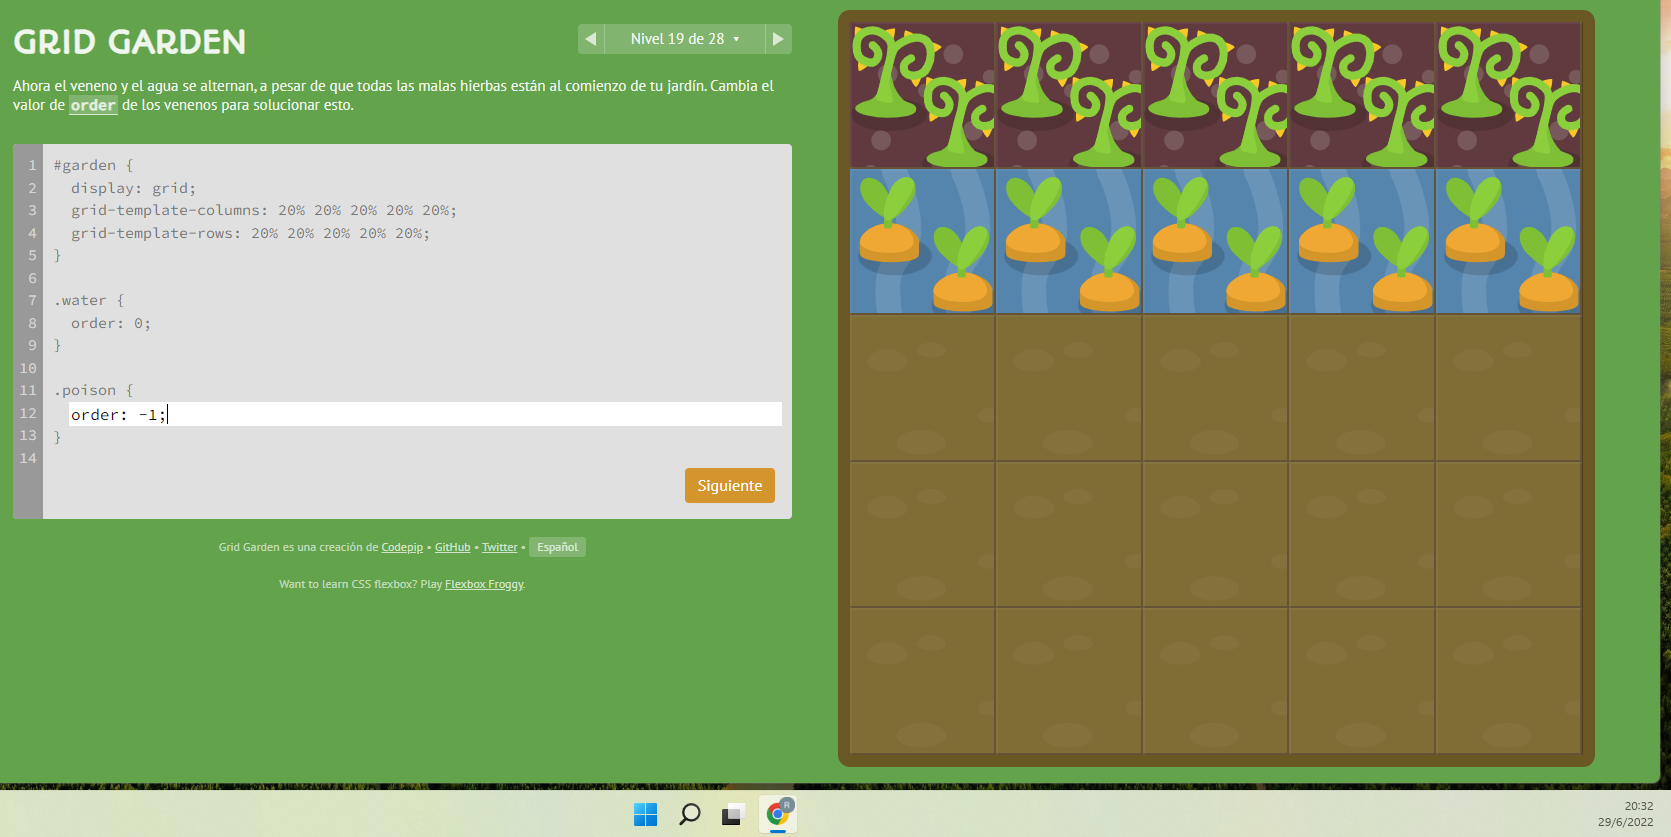 GRID GARDEN
Nivel 19 de 28
Ahora el veneno y el agua se alternan, a pesar de que todas las malas hierbas están al comienzo de tu jardín. Cambia el
valor de order de los venenos para solucionar esto.
1 #garden {
2 display: grid;
3 grid-template-columns: 20% 20% 20% 20% 20%;
4 grid-template-rows: 20% 20% 20% 20% 20%;
5 }
6
7 .water {
8 order: 0;
9 }
10
11 .poison {
12 order: -1;
13 }
14
Siguiente
Grid Garden es una creación de Codepip • GitHub • Twitter • Español
Want to learn CSS flexbox? Play Flexbox Froggy.
R
20:32
29/6/2022